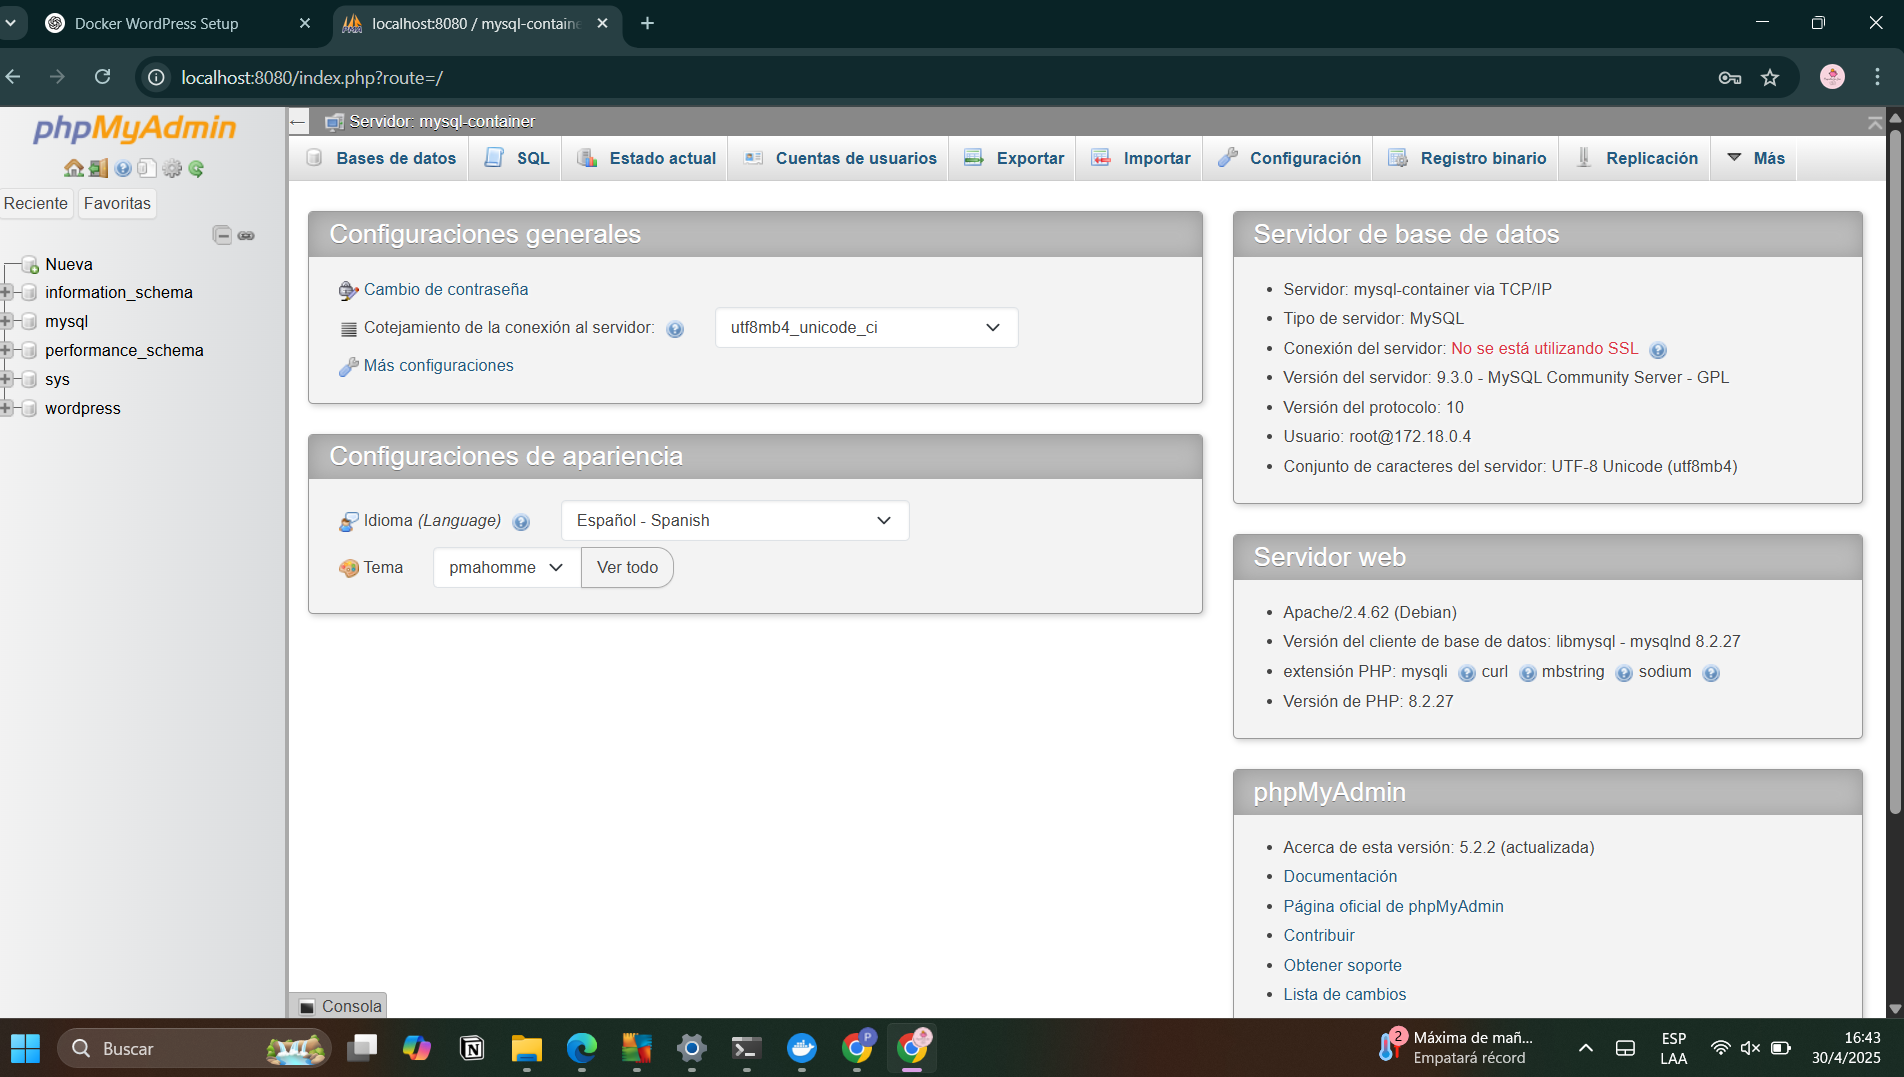 Docker WordPress Setup
localhost:8080 / mysql-containe
localhost:8080/index.php?route=/
phpMyAdmin
Reciente
Favoritas
Nueva
information_schema
mysql
performance_schema
sys
wordpress
Servidor: mysql-container
Bases de datos
SQL
Estado actual
Cuentas de usuarios
Exportar
Importar
Configuración
Registro binario
Replicación
Más
Configuraciones generales
Cambio de contraseña
Cotejamiento de la conexión al servidor:
utf8mb4_unicode_ci
Más configuraciones
Configuraciones de apariencia
Idioma (Language)
Español - Spanish
Tema
pmahomme
Ver todo
Servidor de base de datos
Servidor: mysql-container via TCP/IP
Tipo de servidor: MySQL
Conexión del servidor: No se está utilizando SSL
Versión del servidor: 9.3.0 - MySQL Community Server - GPL
Versión del protocolo: 10
Usuario: root@172.18.0.4
Conjunto de caracteres del servidor: UTF-8 Unicode (utf8mb4)
Servidor web
Apache/2.4.62 (Debian)
Versión del cliente de base de datos: libmysql - mysqlnd 8.2.27
extensión PHP: mysqli curl mbstring sodium
Versión de PHP: 8.2.27
phpMyAdmin
Acerca de esta versión: 5.2.2 (actualizada)
Documentación
Página oficial de phpMyAdmin
Contribuir
Obtener soporte
Lista de cambios
Consola
Buscar
P
2
Máxima de mañ...
Empatará récord
ESP
LAA
16:43
30/4/2025